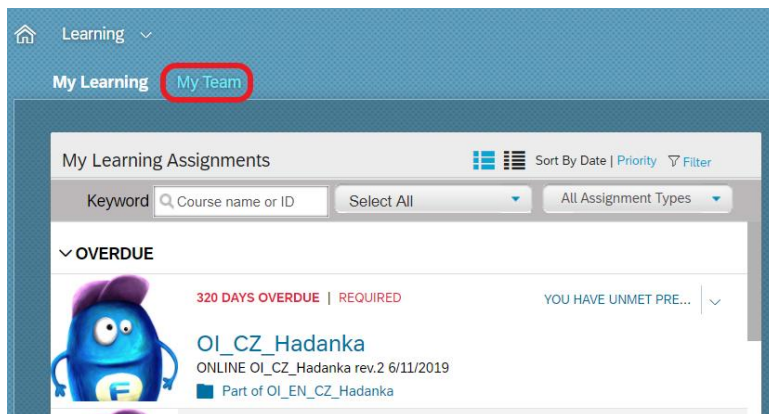 Learning
My Learning My Team
My Learning Assignments Sort By Date | Priority Filter
Keyword Course name or ID Select All All Assignment Types
OVERDUE
320 DAYS OVERDUE | REQUIRED YOU HAVE UNMET PRE...
OI_CZ_Hadanka
ONLINE OI_CZ_Hadanka rev.2 6/11/2019
Part of OI_EN_CZ_Hadanka
F